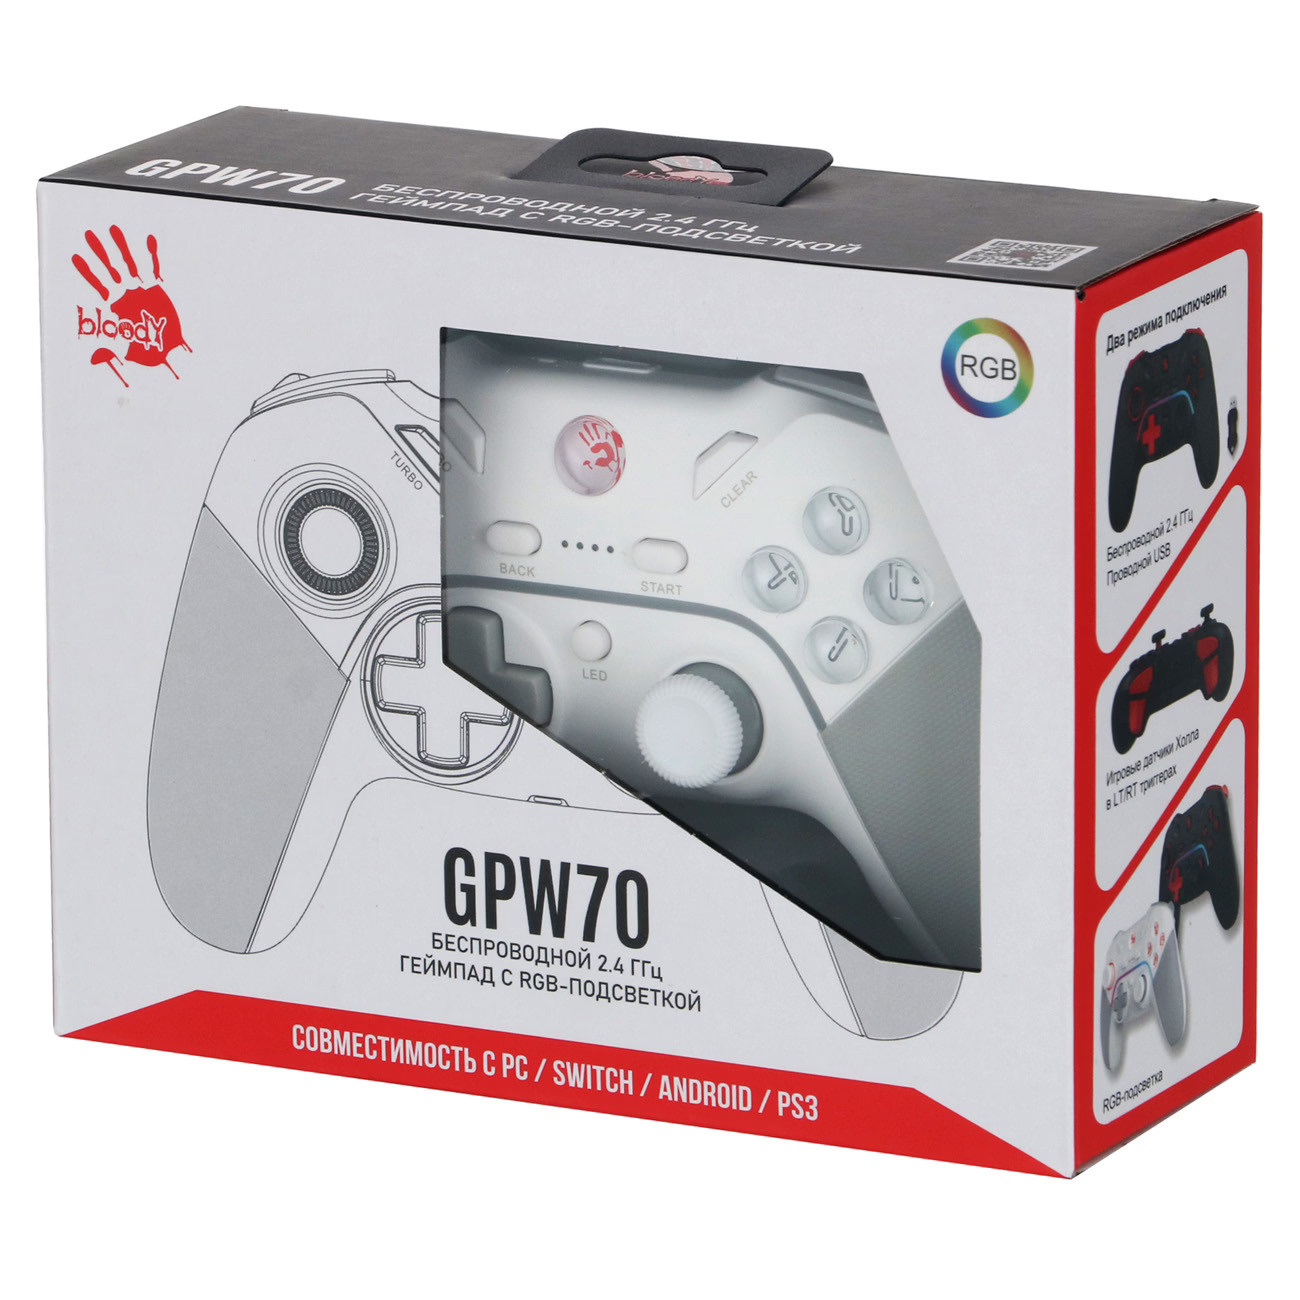 GPW70
БЕСПРОВОДНОЙ 2.4 ГГц
ГЕЙМПАД С RGB-ПОДСВЕТКОЙ
bloody
bloody
RGB
TURBO
CLEAR
BACK
START
LED
GPW70
БЕСПРОВОДНОЙ 2.4 ГГц
ГЕЙМПАД С RGB-ПОДСВЕТКОЙ
СОВМЕСТИМОСТЬ С PC / SWITCH / ANDROID / PS3
Два режима подключения
Беспроводной 2.4 ГГц
Проводной USB
Игровые датчики Холла
в LT/RT триггерах
RGB-подсветка